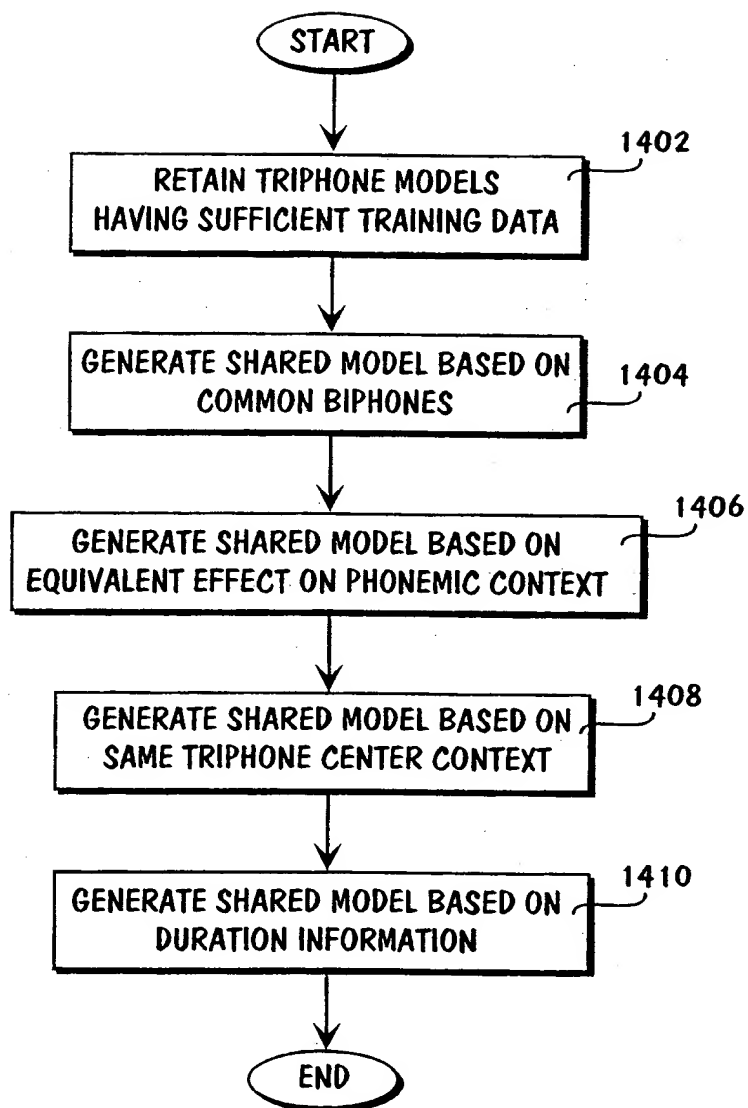 START
1402
RETAIN TRIPHONE MODELS
HAVING SUFFICIENT TRAINING DATA
GENERATE SHARED MODEL BASED ON
COMMON BIPHONES
1404
1406
GENERATE SHARED MODEL BASED ON
EQUIVALENT EFFECT ON PHONEMIC CONTEXT
1408
GENERATE SHARED MODEL BASED ON
SAME TRIPHONE CENTER CONTEXT
1410
GENERATE SHARED MODEL BASED ON
DURATION INFORMATION
END